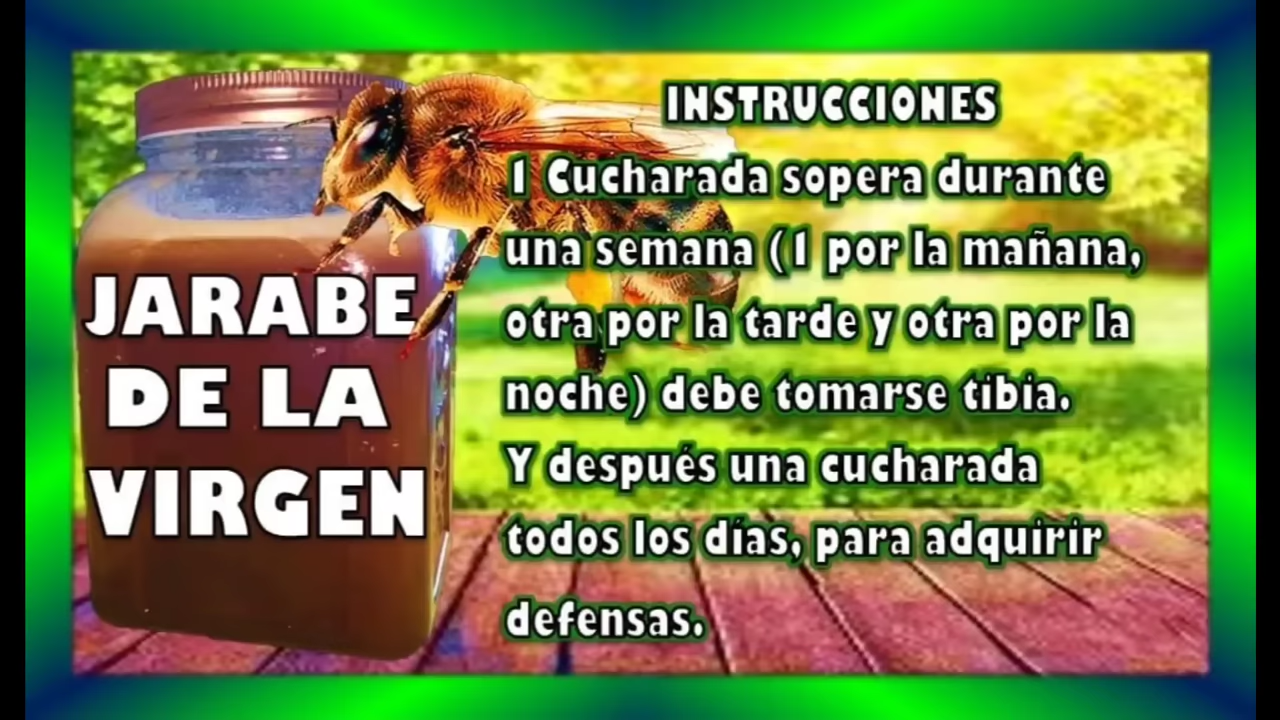 JARABE
DE LA
VIRGEN
INSTRUCCIONES
1 Cucharada sopera durante
una semana (1 por la mañana,
otra por la tarde y otra por la
noche) debe tomarse tibia.
Y después una cucharada
todos los días, para adquirir
defensas.